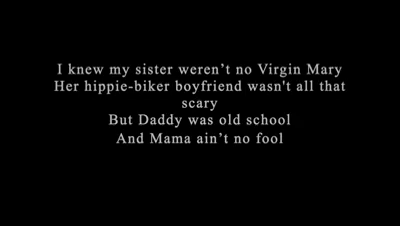 I knew my sister weren’t no Virgin Mary
Her hippie-biker boyfriend wasn't all that
scary
But Daddy was old school
And Mama ain’t no fool